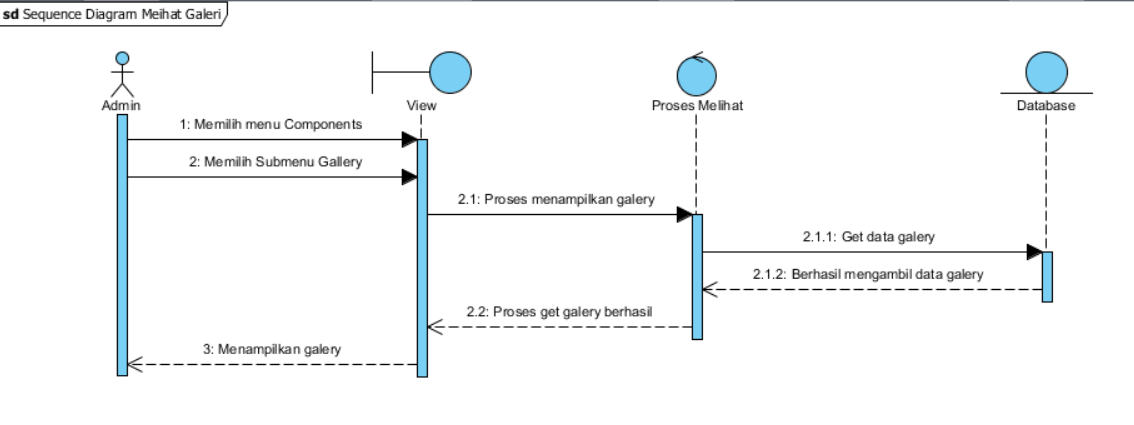 sd Sequence Diagram Meihat Galeri
Admin
View
Proses Melihat
Database
1: Memilih menu Components
2: Memilih Submenu Gallery
2.1: Proses menampilkan galery
2.1.1: Get data galery
2.1.2: Berhasil mengambil data galery
2.2: Proses get galery berhasil
3: Menampilkan galery